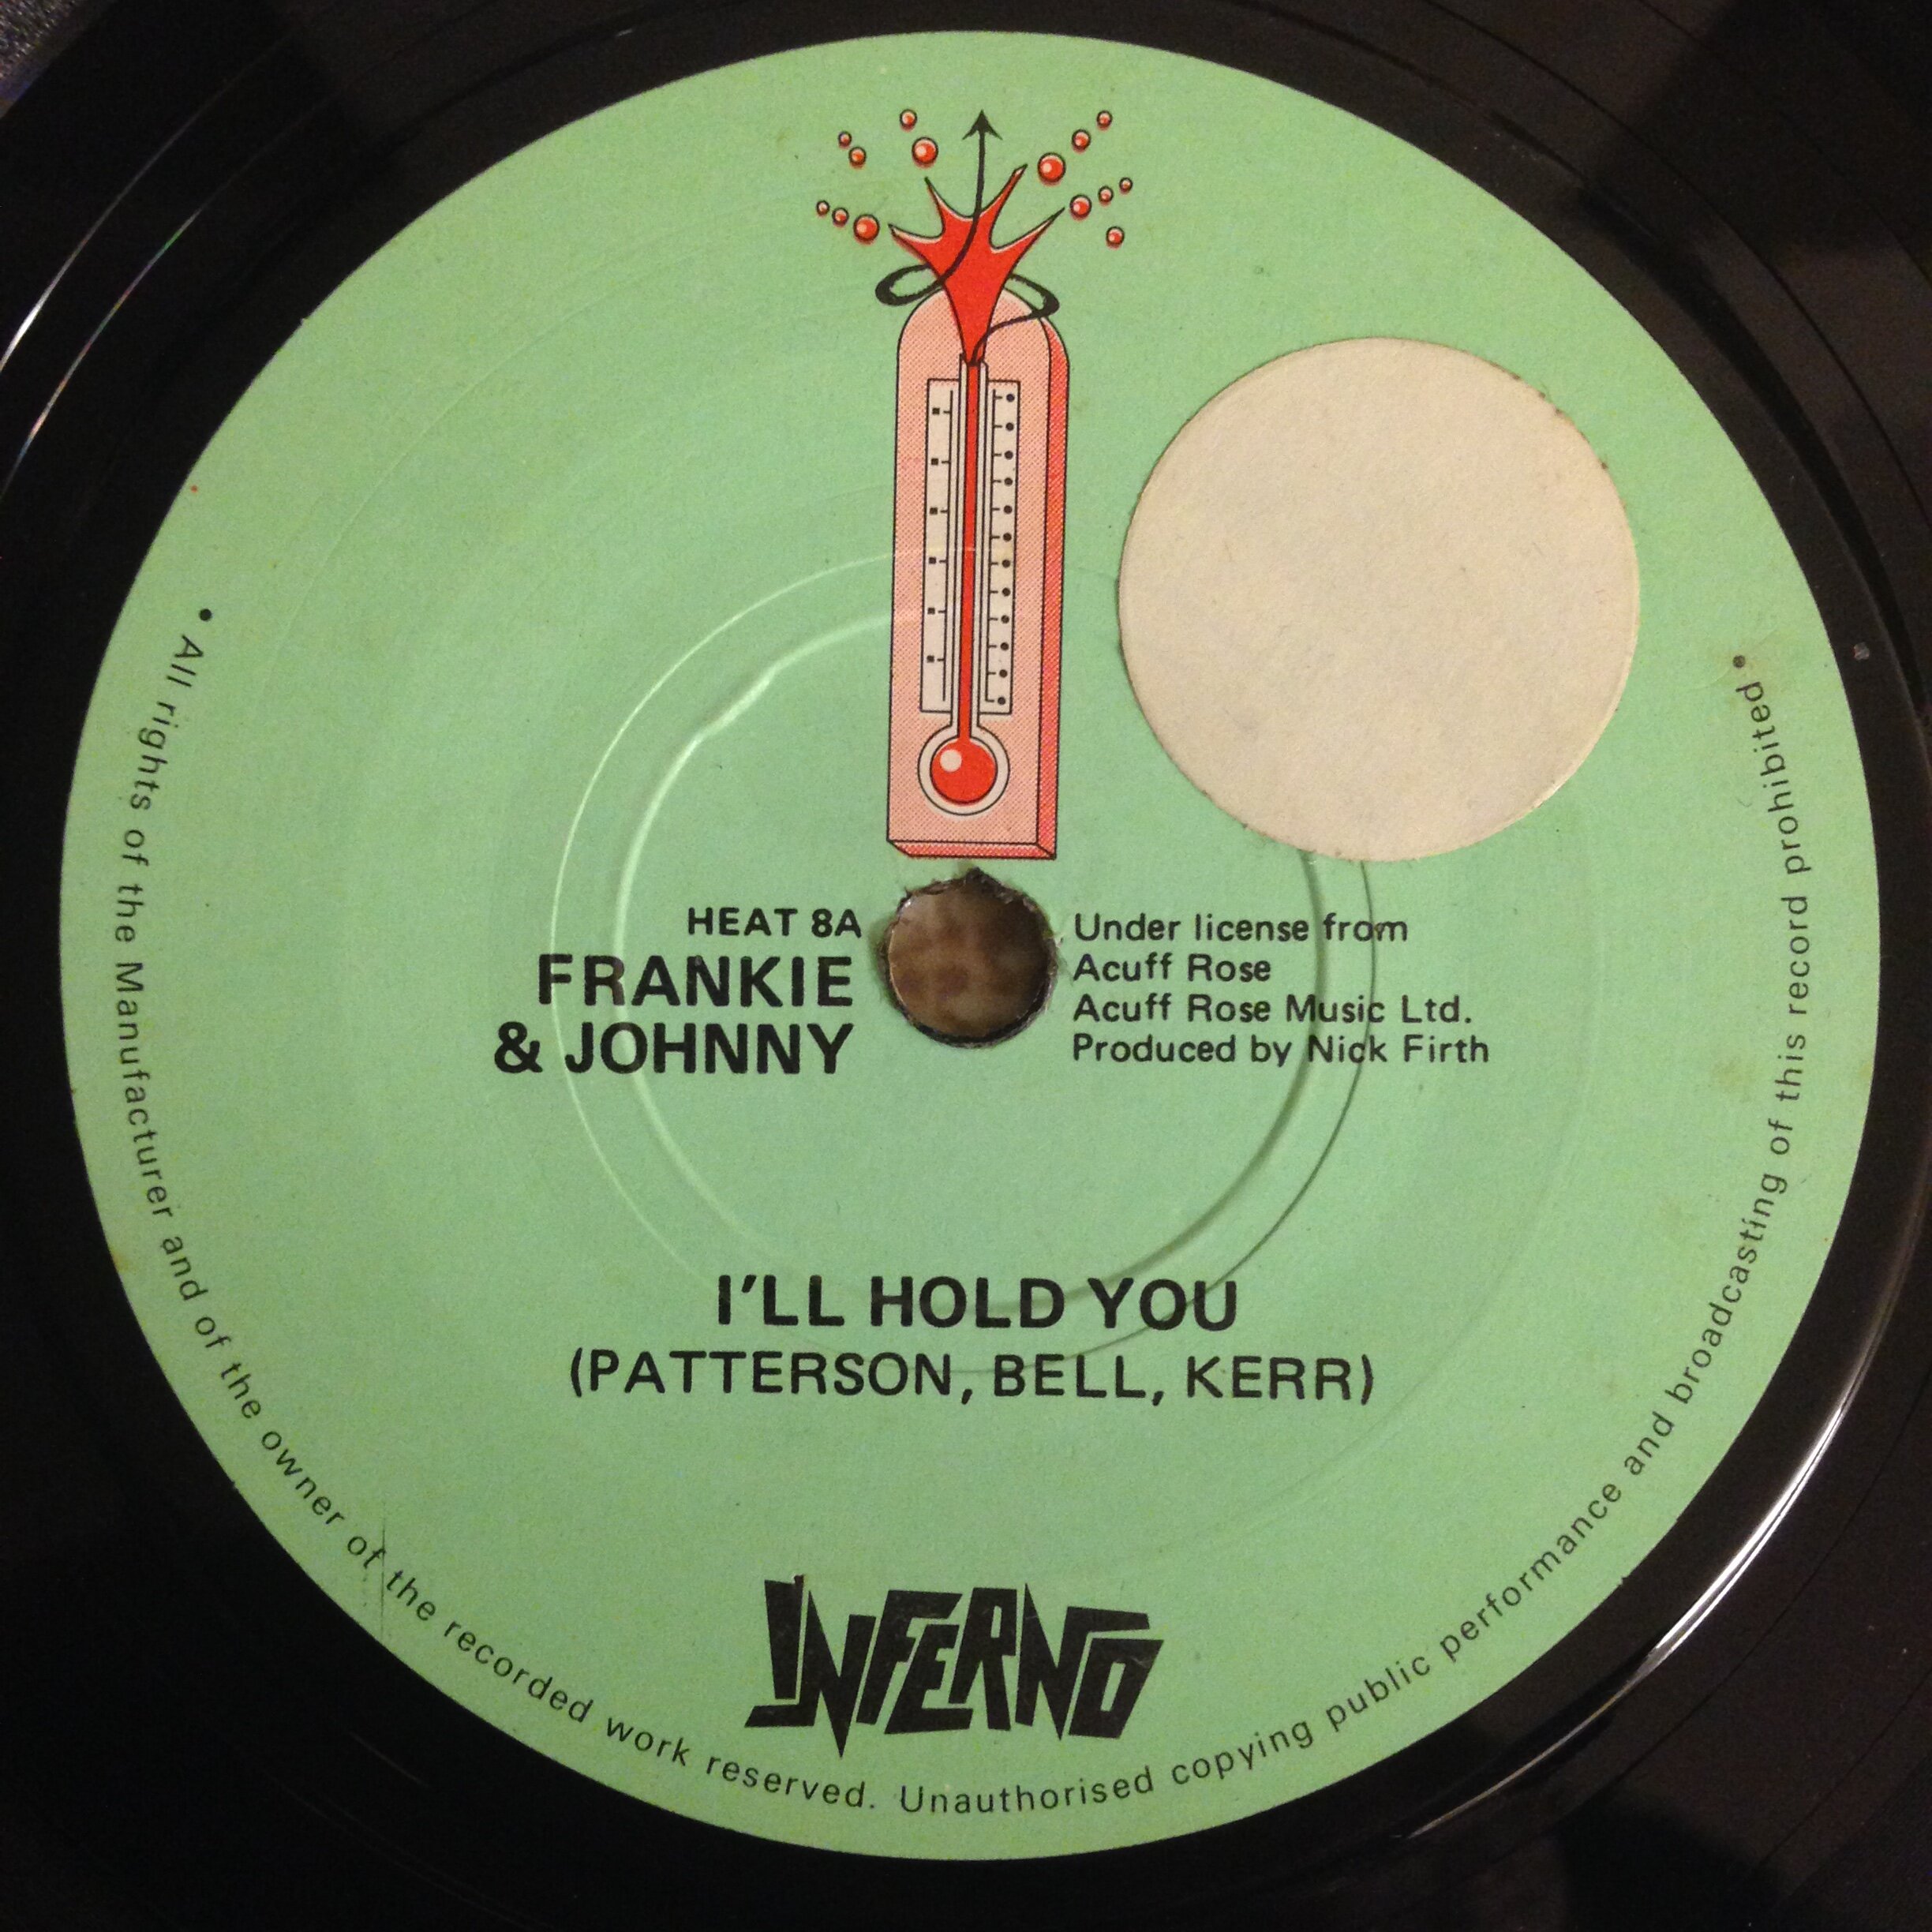 HEAT 8A
FRANKIE
& JOHNNY
Under license from
Acuff Rose
Acuff Rose Music Ltd.
Produced by Nick Firth
I'LL HOLD YOU
(PATTERSON, BELL, KERR)
INFERNO
• All rights of the Manufacturer and of the owner of the recorded work reserved. Unauthorised copying public performance and broadcasting of this record prohibited •